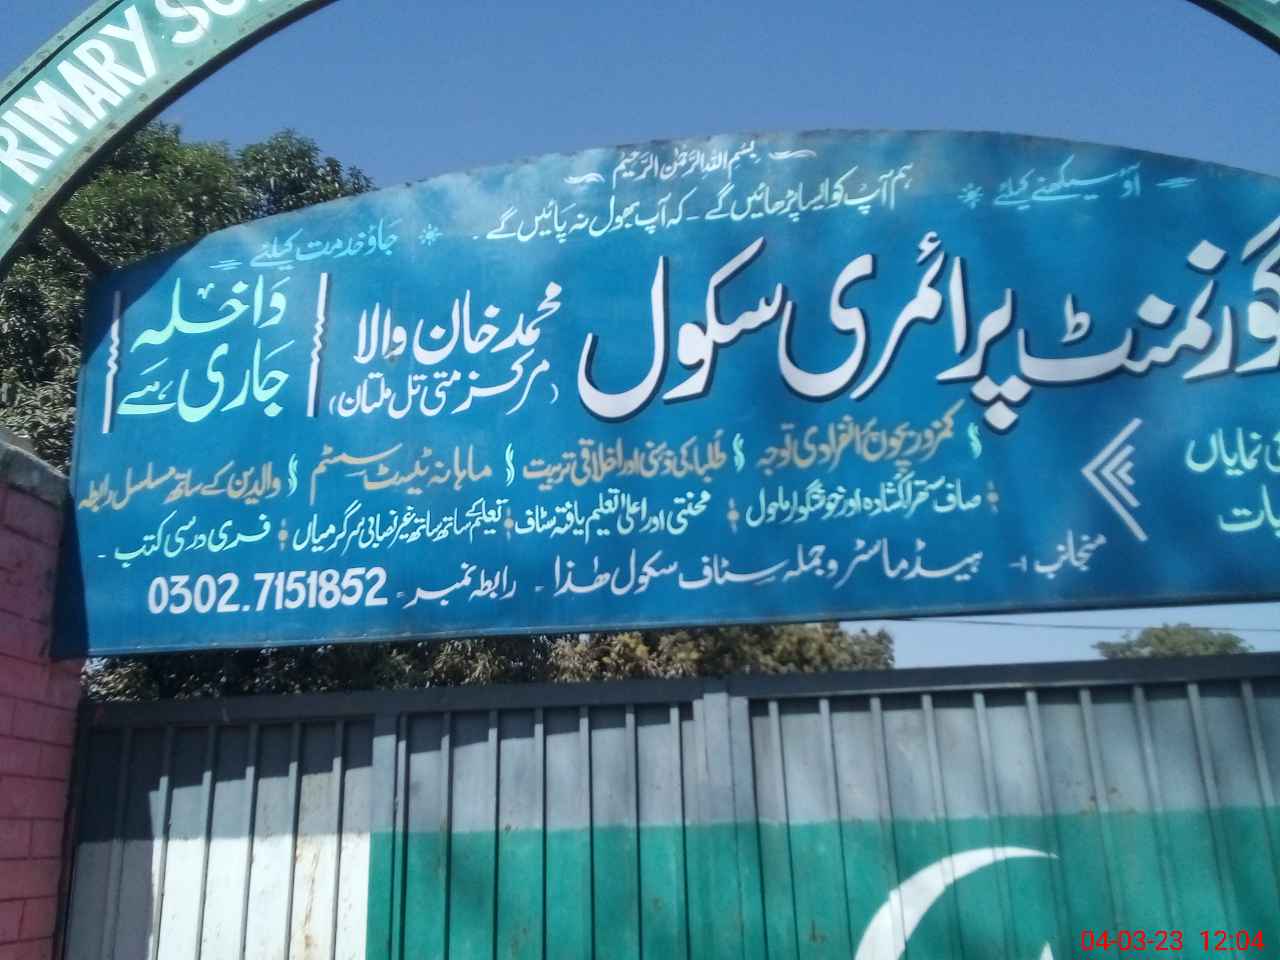 PRIMARY
بسم اللہ الرحمٰن الرحیم
آؤ سیکھنے کیلئے
ہم آپ کو ایسا پڑھائیں گے۔ کہ آپ بھول نہ پائیں گے۔
جاؤ خدمت کیلئے
گورنمنٹ پرائمری سکول
محمد خان والا
(مرکز متی تل ملتان)
داخلہ
جاری ہے
نمایاں
کمزور بچوں پر انفرادی توجہ
طلباء کی ذہنی اور اخلاقی تربیت
ماہانہ ٹیسٹ سسٹم
والدین کے ساتھ مسلسل رابطہ
صاف ستھرا کشادہ اور خوشگوار ماحول
محنتی اور اعلیٰ تعلیم یافتہ سٹاف
تعلیم کے ساتھ ساتھ غیر نصابی سرگرمیاں
فری درسی کتب۔
منجانب:۔ ہیڈ ماسٹر و جملہ سٹاف سکول ھٰذا۔ رابطہ نمبر۔ 0302.7151852
04-03-23 12:04